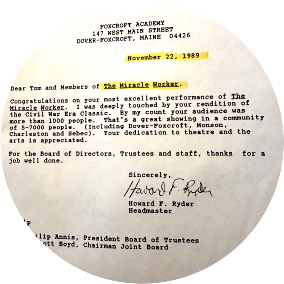 FOXCROFT ACADEMY
147 WEST MAIN STREET
DOVER-FOXCROFT, MAINE 04426
November 22, 1989
Dear Tom and Members of The Miracle Worker,
Congratulations on your most excellent performance of The
Miracle Worker. I was deeply touched by your rendition of
the Civil War Era Classic. By my count your audience was
more than 1000 people. That's a great showing in a community
of 5-7000 people. (Including Dover-Foxcroft, Monson,
Charleston and Sebec). Your dedication to theatre and the
arts is appreciated.
For the Board of Directors, Trustees and staff, thanks for a
job well done.
Sincerely,
Howard F. Ryder
Howard F. Ryder
Headmaster
ilip Annis, President Board of Trustees
ott Boyd, Chairman Joint Board